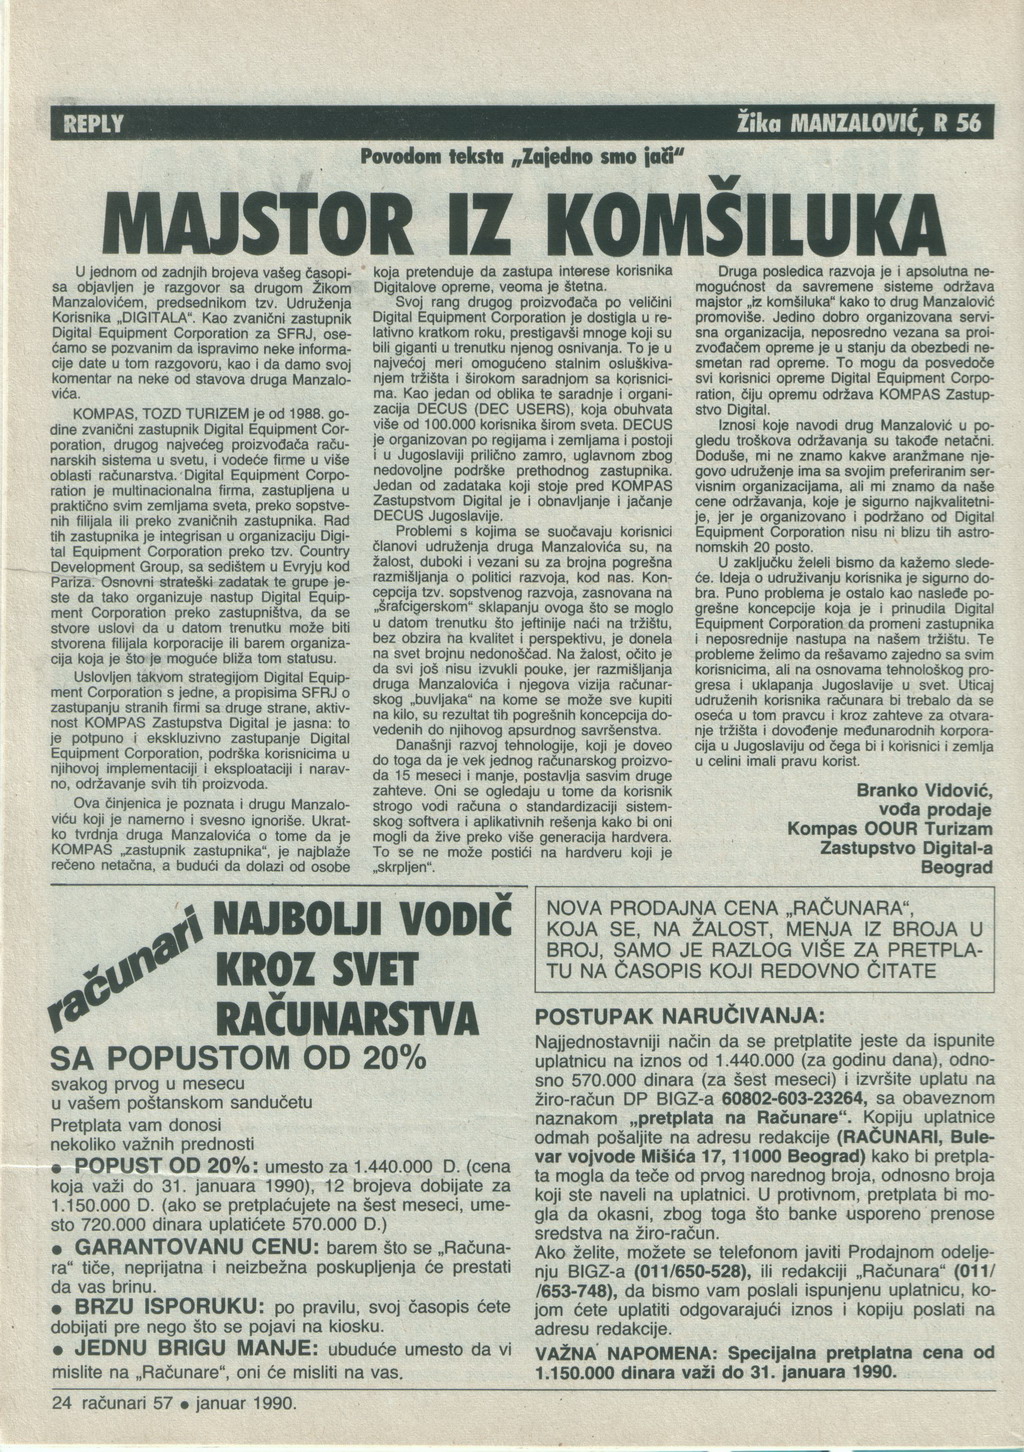 REPLY
Žika MANZALOVIĆ, R 56
Povodom teksta „Zajedno smo jači"
MAJSTOR IZ KOMŠILUKA
U jednom od zadnjih brojeva vašeg časopi-
sa objavljen je razgovor sa drugom Žikom
Manzalovićem, predsednikom tzv. Udruženja
Korisnika „DIGITALA". Kao zvanični zastupnik
Digital Equipment Corporation za SFRJ, ose-
ćamo se pozvanim da ispravimo neke informa-
cije date u tom razgovoru, kao i da damo svoj
komentar na neke od stavova druga Manzalo-
vića.
KOMPAS, TOZD TURIZEM je od 1988. go-
dine zvanični zastupnik Digital Equipment Cor-
poration, drugog najvećeg proizvođača raču-
narskih sistema u svetu, i vodeće firme u više
oblasti računarstva. Digital Equipment Corpo-
ration je multinacionalna firma, zastupljena u
praktično svim zemljama sveta, preko sopstve-
nih filijala ili preko zvaničnih zastupnika. Rad
tih zastupnika je integrisan u organizaciju Digi-
tal Equipment Corporation preko tzv. Country
Development Group, sa sedištem u Evryju kod
Pariza. Osnovni strateški zadatak te grupe je-
ste da tako organizuje nastup Digital Equip-
ment Corporation preko zastupništva, da se
stvore uslovi da u datom trenutku može biti
stvorena filijala korporacije ili barem organiza-
cija koja je što je moguće bliža tom statusu.
Uslovljen takvom strategijom Digital Equip-
ment Corporation s jedne, a propisima SFRJ o
zastupanju stranih firmi sa druge strane, aktiv-
nost KOMPAS Zastupstva Digital je jasna: to
je potpuno i ekskluzivno zastupanje Digital
Equipment Corporation, podrška korisnicima u
njihovoj implementaciji i eksploataciji i narav-
no, održavanje svih tih proizvoda.
Ova činjenica je poznata i drugu Manzalo-
viću koji je namerno i svesno ignoriše. Ukrat-
ko tvrdnja druga Manzalovića o tome da je
KOMPAS „zastupnik zastupnika", je najblaže
rečeno netačna, a budući da dolazi od osobe
koja pretenduje da zastupa interese korisnika
Digitalove opreme, veoma je štetna.
Svoj rang drugog proizvođača po veličini
Digital Equipment Corporation je dostigla u re-
lativno kratkom roku, prestigavši mnoge koji su
bili giganti u trenutku njenog osnivanja. To je u
najvećoj meri omogućeno stalnim osluškiva-
njem tržišta i širokom saradnjom sa korisnici-
ma. Kao jedan od oblika te saradnje i organi-
zacija DECUS (DEC USERS), koja obuhvata
više od 100.000 korisnika širom sveta. DECUS
je organizovan po regijama i zemljama i postoji
i u Jugoslaviji prilično zamro, uglavnom zbog
nedovoljne podrške prethodnog zastupnika.
Jedan od zadataka koji stoje pred KOMPAS
Zastupstvom Digital je i obnavljanje i jačanje
DECUS Jugoslavije.
Problemi s kojima se suočavaju korisnici
članovi udruženja druga Manzalovića su, na
žalost, duboki i vezani su za brojna pogrešna
razmišljanja o politici razvoja, kod nas. Kon-
cepcija tzv. sopstvenog razvoja, zasnovana na
„šrafcigerskom" sklapanju ovoga što se moglo
u datom trenutku što jeftinije naći na tržištu,
bez obzira na kvalitet i perspektivu, je donela
na svet brojnu nedonoščad. Na žalost, očito je
da svi još nisu izvukli pouke, jer razmišljanja
druga Manzalovića i njegova vizija računar-
skog „buvljaka" na kome se može sve kupiti
na kilo, su rezultat tih pogrešnih koncepcija do-
vedenih do njihovog apsurdnog savršenstva.
Današnji razvoj tehnologije, koji je doveo
do toga da je vek jednog računarskog proizvo-
da 15 meseci i manje, postavlja sasvim druge
zahteve. Oni se ogledaju u tome da korisnik
strogo vodi računa o standardizaciji sistem-
skog softvera i aplikativnih rešenja kako bi oni
mogli da žive preko više generacija hardvera.
To se ne može postići na hardveru koji je
„skrpljen".
Druga posledica razvoja je i apsolutna ne-
mogućnost da savremene sisteme održava
majstor „iz komšiluka" kako to drug Manzalović
promoviše. Jedino dobro organizovana servi-
sna organizacija, neposredno vezana sa proi-
zvođačem opreme je u stanju da obezbedi ne-
smetan rad opreme. To mogu da posvedoče
svi korisnici opreme Digital Equipment Corpo-
ration, čiju opremu održava KOMPAS Zastup-
stvo Digital.
Iznosi koje navodi drug Manzalović u po-
gledu troškova održavanja su takođe netačni.
Doduše, mi ne znamo kakve aranžmane nje-
govo udruženje ima sa svojim preferiranim ser-
visnim organizacijama, ali mi znamo da naše
cene održavanja, koje je sigurno najkvalitetni-
je, jer je organizovano i podržano od Digital
Equipment Corporation nisu ni blizu tih astro-
nomskih 20 posto.
U zaključku želeli bismo da kažemo slede-
će. Ideja o udruživanju korisnika je sigurno do-
bra. Puno problema je ostalo kao nasleđe po-
grešne koncepcije koja je i prinudila Digital
Equipment Corporation da promeni zastupnika
i neposrednije nastupa na našem tržištu. Te
probleme želimo da rešavamo zajedno sa svim
korisnicima, ali na osnovama tehnološkog pro-
gresa i uklapanja Jugoslavije u svet. Uticaj
udruženih korisnika računara bi trebalo da se
oseća u tom pravcu i kroz zahteve za otvara-
nje tržišta i dovođenje međunarodnih korpora-
cija u Jugoslaviju od čega bi i korisnici i zemlja
u celini imali pravu korist.
Branko Vidović,
vođa prodaje
Kompas OOUR Turizam
Zastupstvo Digital-a
Beograd
računari
NAJBOLJI VODIČ
KROZ SVET
RAČUNARSTVA
SA POPUSTOM OD 20%
svakog prvog u mesecu
u vašem poštanskom sandučetu
Pretplata vam donosi
nekoliko važnih prednosti
• POPUST OD 20%: umesto za 1.440.000 D. (cena
koja važi do 31. januara 1990), 12 brojeva dobijate za
1.150.000 D. (ako se pretplaćujete na šest meseci, ume-
sto 720.000 dinara uplatićete 570.000 D.)
• GARANTOVANU CENU: barem što se „Računa-
ra" tiče, neprijatna i neizbežna poskupljenja će prestati
da vas brinu.
• BRZU ISPORUKU: po pravilu, svoj časopis ćete
dobijati pre nego što se pojavi na kiosku.
• JEDNU BRIGU MANJE: ubuduće umesto da vi
mislite na „Računare", oni će misliti na vas.
NOVA PRODAJNA CENA „RAČUNARA",
KOJA SE, NA ŽALOST, MENJA IZ BROJA U
BROJ, SAMO JE RAZLOG VIŠE ZA PRETPLA-
TU NA ČASOPIS KOJI REDOVNO ČITATE
POSTUPAK NARUČIVANJA:
Najjednostavniji način da se pretplatite jeste da ispunite
uplatnicu na iznos od 1.440.000 (za godinu dana), odno-
sno 570.000 dinara (za šest meseci) i izvršite uplatu na
žiro-račun DP BIGZ-a 60802-603-23264, sa obaveznom
naznakom „pretplata na Računare". Kopiju uplatnice
odmah pošaljite na adresu redakcije (RAČUNARI, Bule-
var vojvode Mišića 17, 11000 Beograd) kako bi pretpla-
ta mogla da teče od prvog narednog broja, odnosno broja
koji ste naveli na uplatnici. U protivnom, pretplata bi mo-
gla da okasni, zbog toga što banke usporeno prenose
sredstva na žiro-račun.
Ako želite, možete se telefonom javiti Prodajnom odelje-
nju BIGZ-a (011/650-528), ili redakciji „Računara" (011/
/653-748), da bismo vam poslali ispunjenu uplatnicu, ko-
jom ćete uplatiti odgovarajući iznos i kopiju poslati na
adresu redakcije.
VAŽNA NAPOMENA: Specijalna pretplatna cena od
1.150.000 dinara važi do 31. januara 1990.
24 računari 57 • januar 1990.